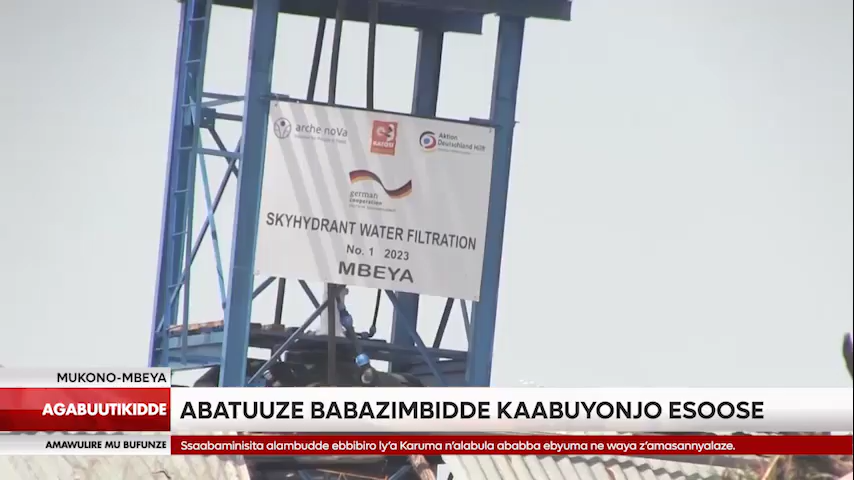 arche noVa
KATOSI
Aktion
Deutschland Hilft
german
cooperation
SKYHYDRANT WATER FILTRATION
No. 1 2023
MBEYA
MUKONO-MBEYA
AGABUUTIKIDDE
ABATUUZE BABAZIMBIDDE KAABUYONJO ESOOSE
AMAWULIRE MU BUFUNZE
Ssaabaminisita alambudde ebbibiro ly'a Karuma n'alabula ababba ebyuma ne waya z'amasannyalaze.